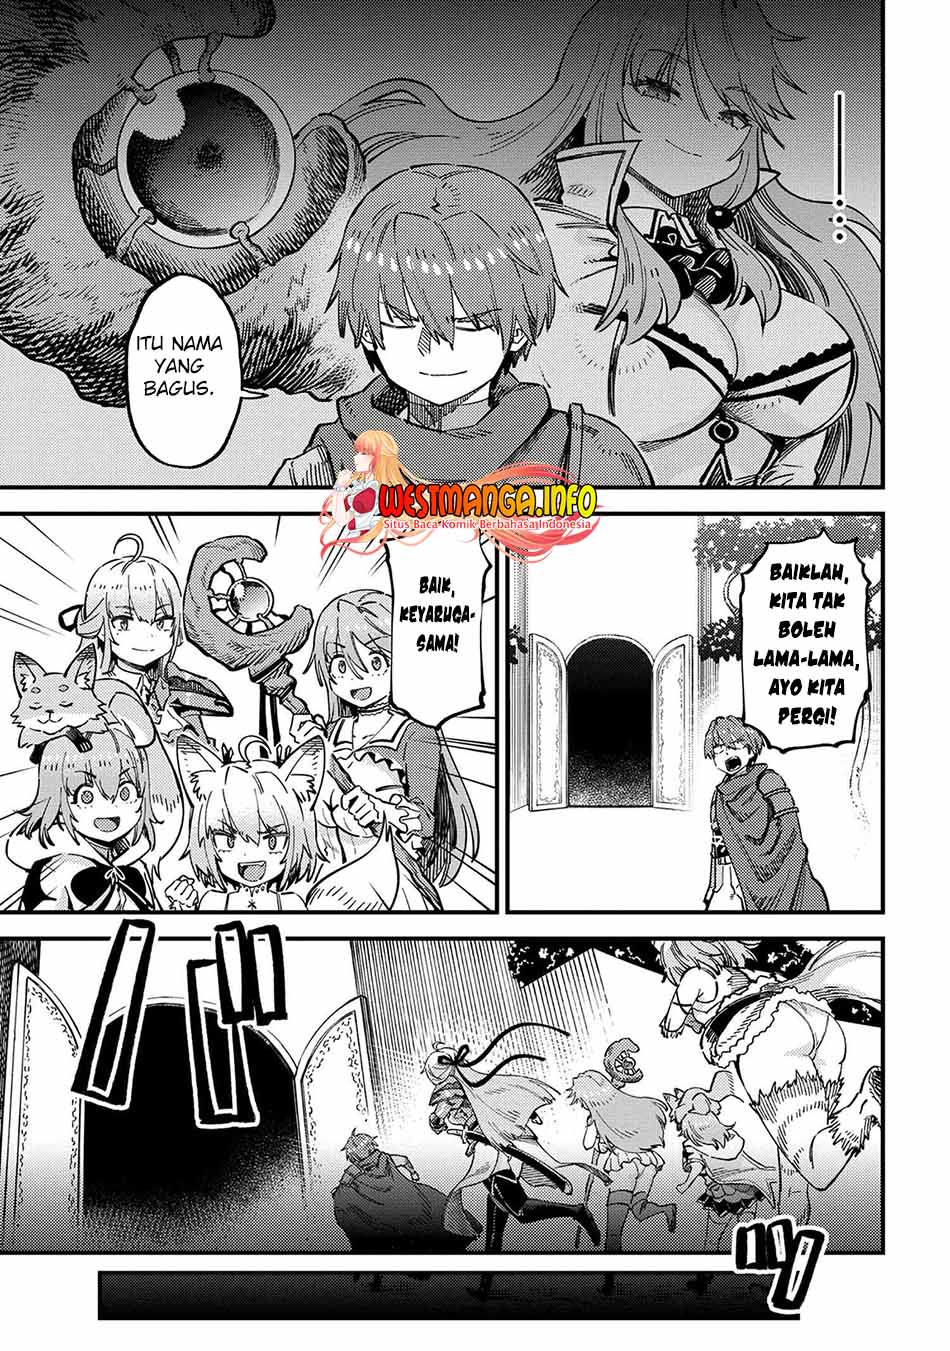 ITU NAMA
YANG
BAGUS.
WESTMANGA.INFO
Situs Baca Komik Berbahasa Indonesia
BAIKLAH,
KITA TAK
BOLEH
LAMA-LAMA,
AYO KITA
PERGI!
BAIK,
KEYARUGA-
SAMA!